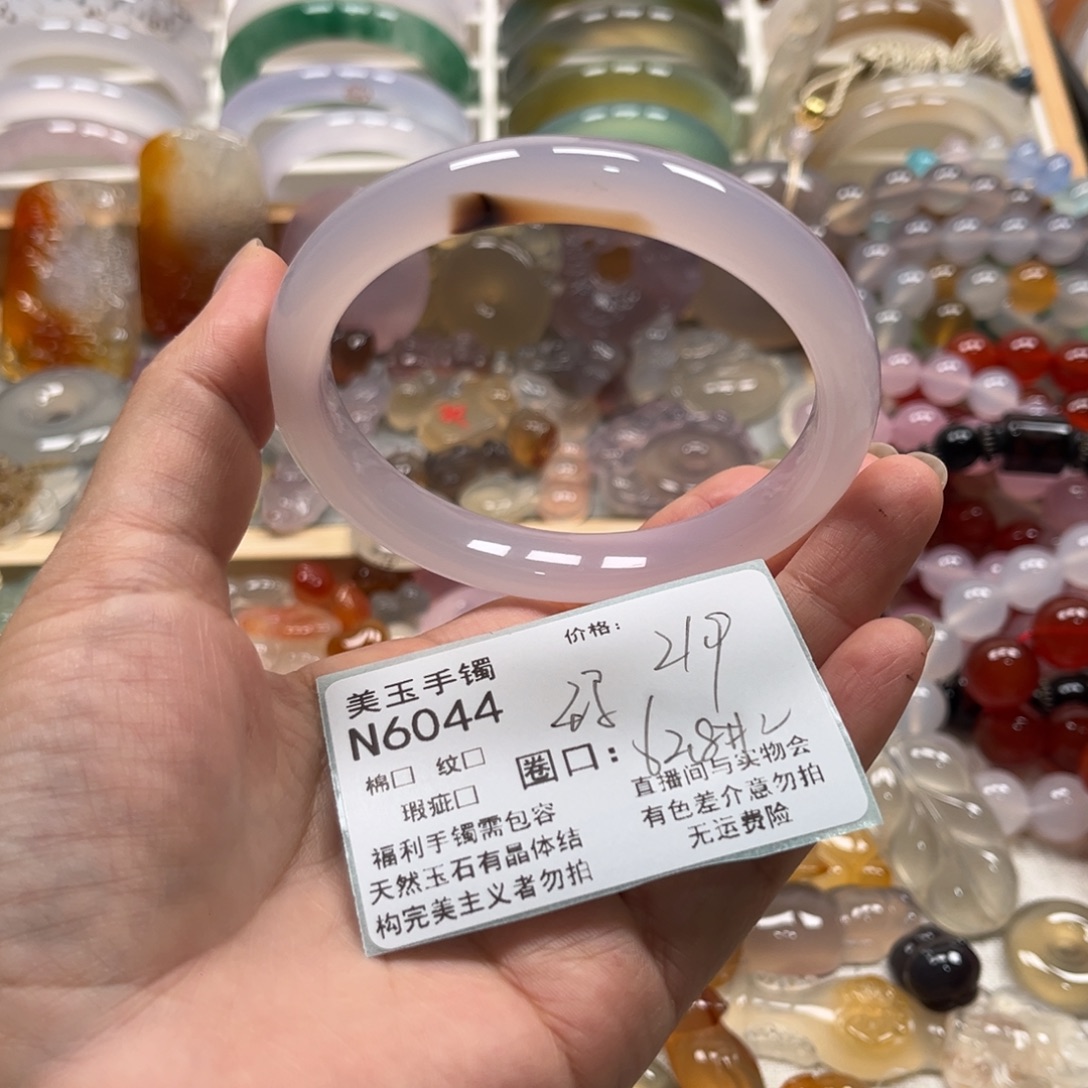 美玉手镯
N6044
价格: 219
棉□ 纹□
瑕疵□
圈口:
福利手镯需包容
天然玉石有晶体结
构完美主义者勿拍
直播间与实物会
有色差介意勿拍
无运费险